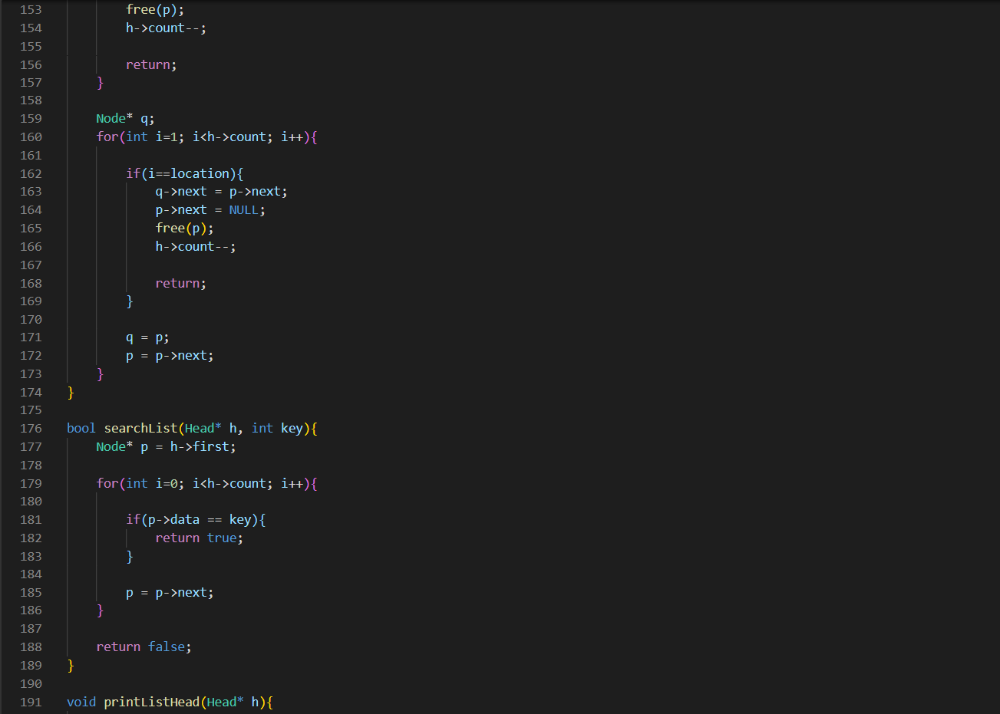 153 free(p);
154 h->count--;
155
156 return;
157 }
158
159 Node* q;
160 for(int i=1; i<h->count; i++){
161
162 if(i==location){
163 q->next = p->next;
164 p->next = NULL;
165 free(p);
166 h->count--;
167
168 return;
169 }
170
171 q = p;
172 p = p->next;
173 }
174 }
175
176 bool searchList(Head* h, int key){
177 Node* p = h->first;
178
179 for(int i=0; i<h->count; i++){
180
181 if(p->data == key){
182 return true;
183 }
184
185 p = p->next;
186 }
187
188 return false;
189 }
190
191 void printListHead(Head* h){